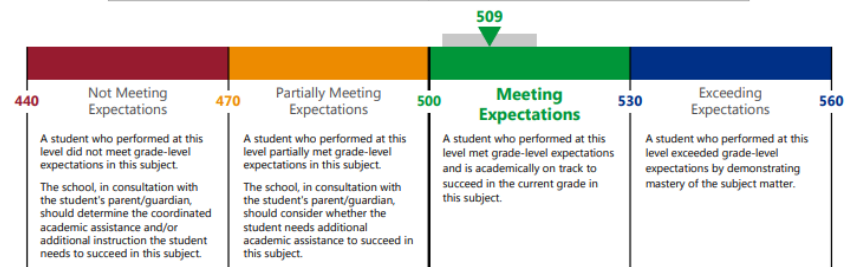 509
440
Not Meeting
Expectations
470
Partially Meeting
Expectations
500
Meeting
Expectations
530
Exceeding
Expectations
560
A student who performed at this
level did not meet grade-level
expectations in this subject.
The school, in consultation with
the student's parent/guardian,
should determine the coordinated
academic assistance and/or
additional instruction the student
needs to succeed in this subject.
A student who performed at this
level partially met grade-level
expectations in this subject.
The school, in consultation with
the student's parent/guardian,
should consider whether the
student needs additional
academic assistance to succeed in
this subject.
A student who performed at this
level met grade-level expectations
and is academically on track to
succeed in the current grade in
this subject.
A student who performed at this
level exceeded grade-level
expectations by demonstrating
mastery of the subject matter.